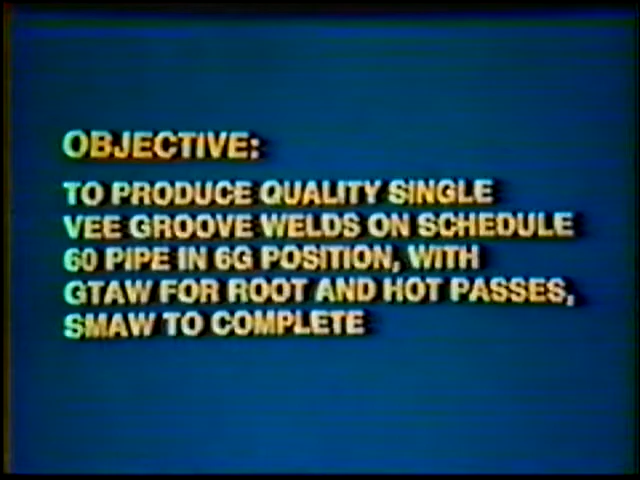 OBJECTIVE:
TO PRODUCE QUALITY SINGLE
VEE GROOVE WELDS ON SCHEDULE
60 PIPE IN 6G POSITION, WITH
GTAW FOR ROOT AND HOT PASSES,
SMAW TO COMPLETE